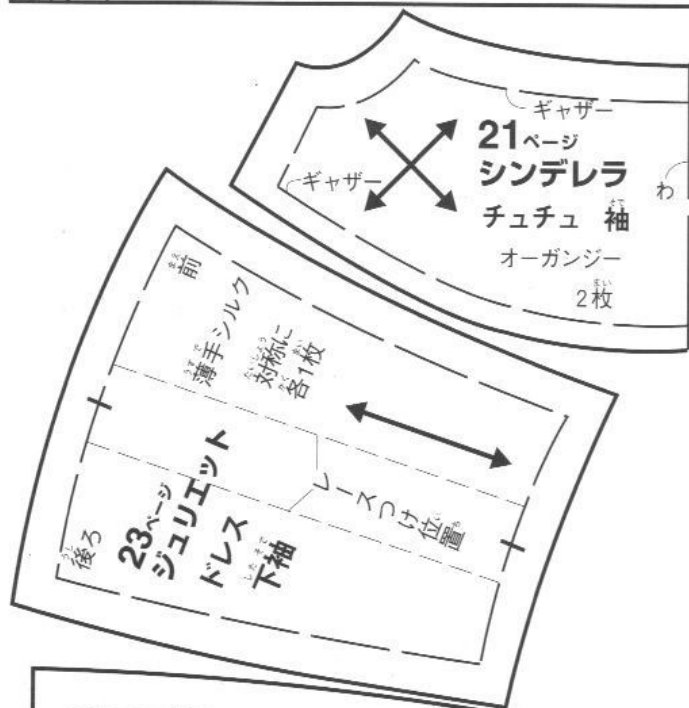 ギャザー
21ページ
シンデレラ
ギャザー
わ
チュチュ 袖
オーガンジー
2枚
前
薄手シルク
対称に
各1枚
レースつけ位置
23ページ
ジュリエット
ドレス
下袖
後ろ